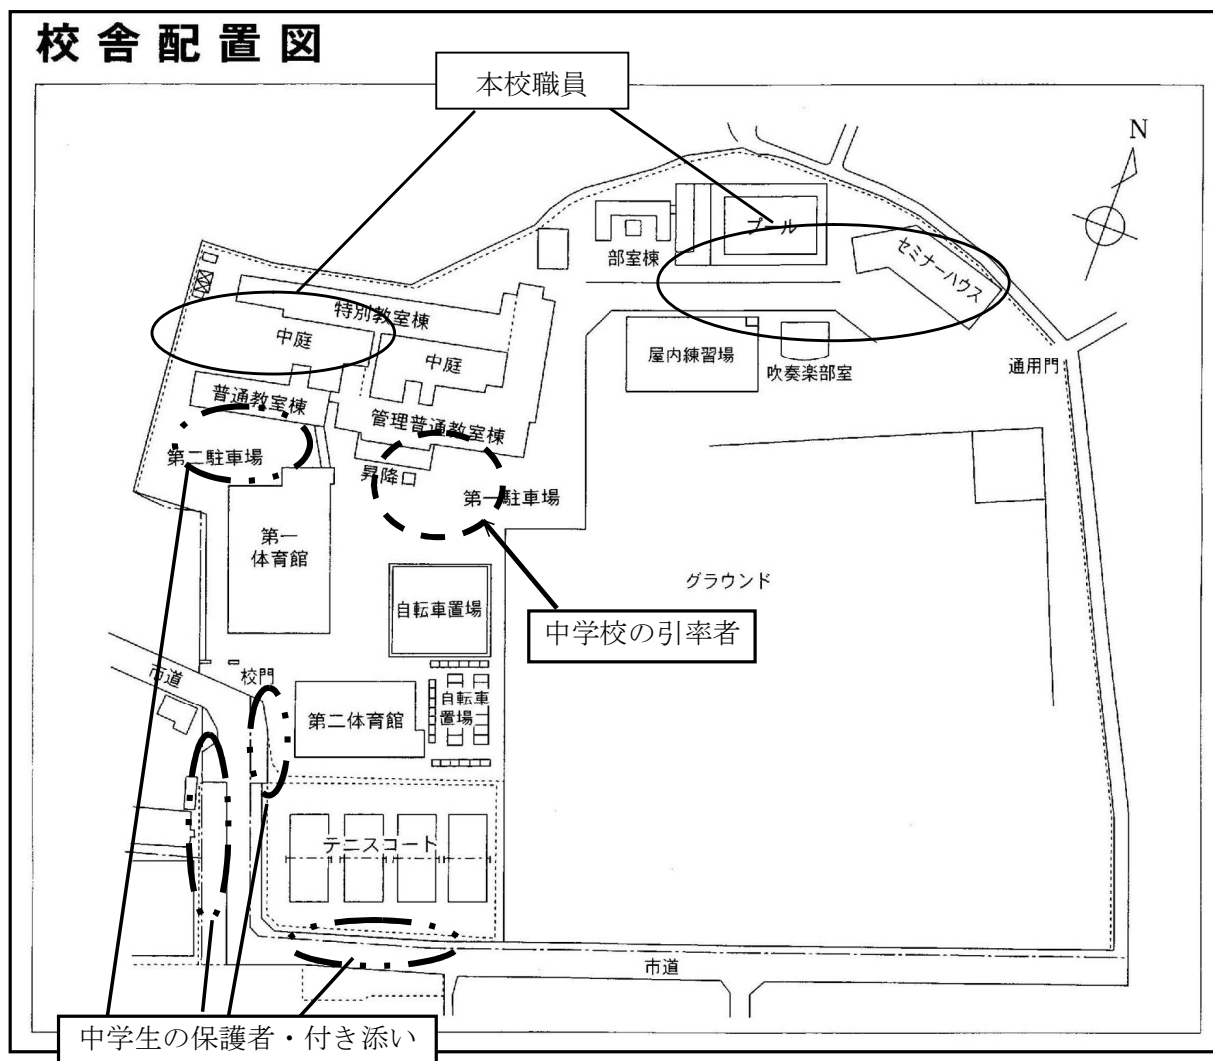 校舎配置図
本校職員
N
プール
部室棟
セミナーハウス
特別教室棟
中庭
中庭
屋内練習場
吹奏楽部室
通用門
普通教室棟
管理普通教室棟
第二駐車場
昇降口
第一駐車場
第一
体育館
グラウンド
自転車置場
中学校の引率者
市道
校門
自転車
置場
第二体育館
テニスコート
市道
中学生の保護者・付き添い